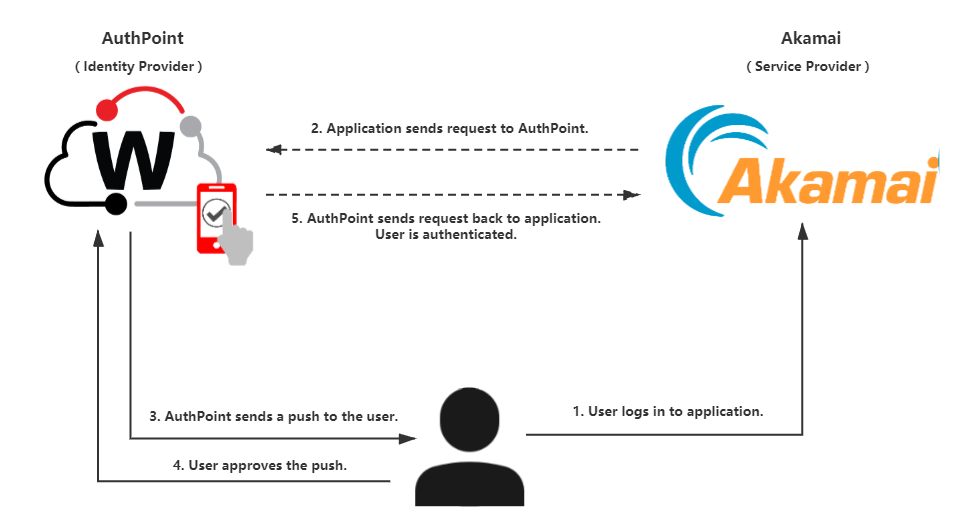 AuthPoint
( Identity Provider )
Akamai
( Service Provider )
W
Akamai
2. Application sends request to AuthPoint.
5. AuthPoint sends request back to application.
User is authenticated.
3. AuthPoint sends a push to the user.
1. User logs in to application.
4. User approves the push.